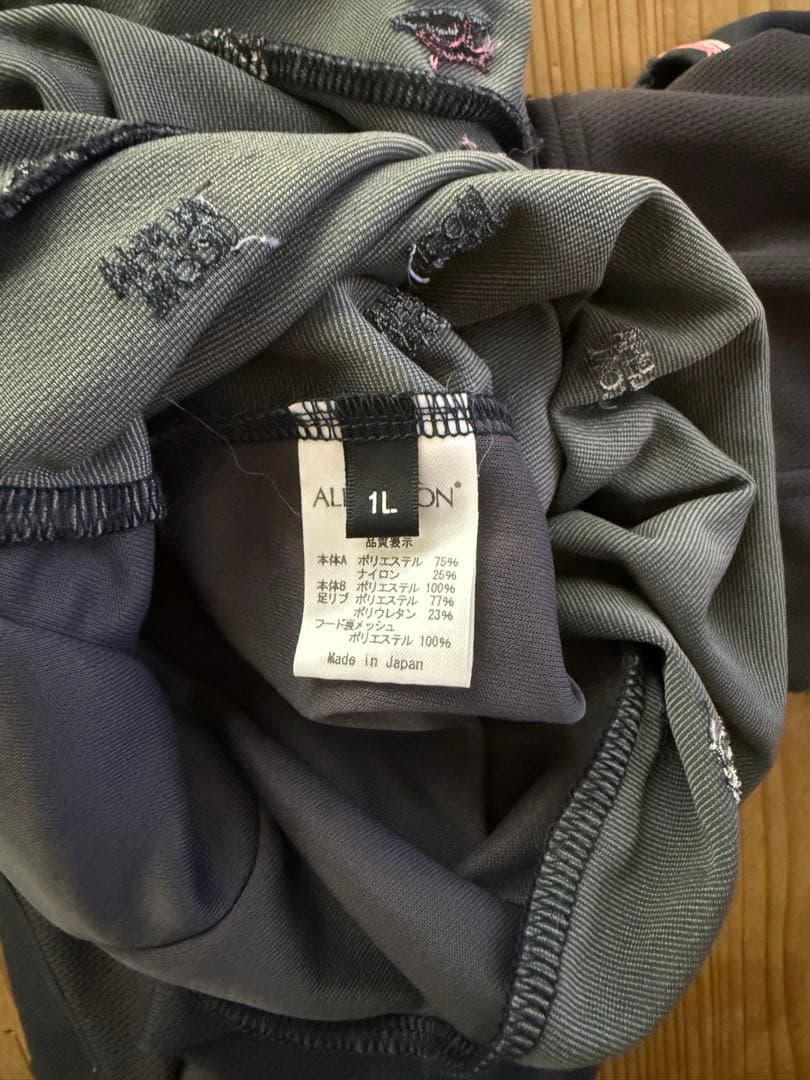 1L
品質表示
本体A ポリエステル 75%
ナイロン 25%
本体B ポリエステル 100%
足リブ ポリエステル 77%
ポリウレタン 23%
フード裏メッシュ
ポリエステル 100%
Made in Japan